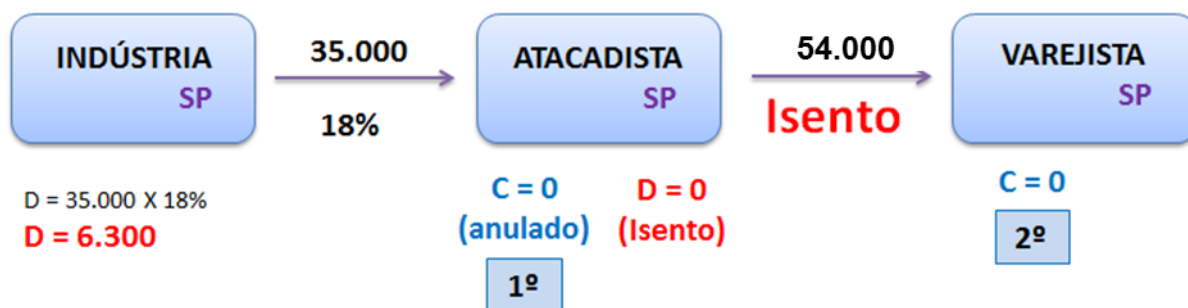 INDÚSTRIA
SP
35.000
18%
ATACADISTA
SP
54.000
Isento
VAREJISTA
SP
D = 35.000 X 18%
D = 6.300
C = 0
(anulado)
1º
D = 0
(Isento)
C = 0
2º